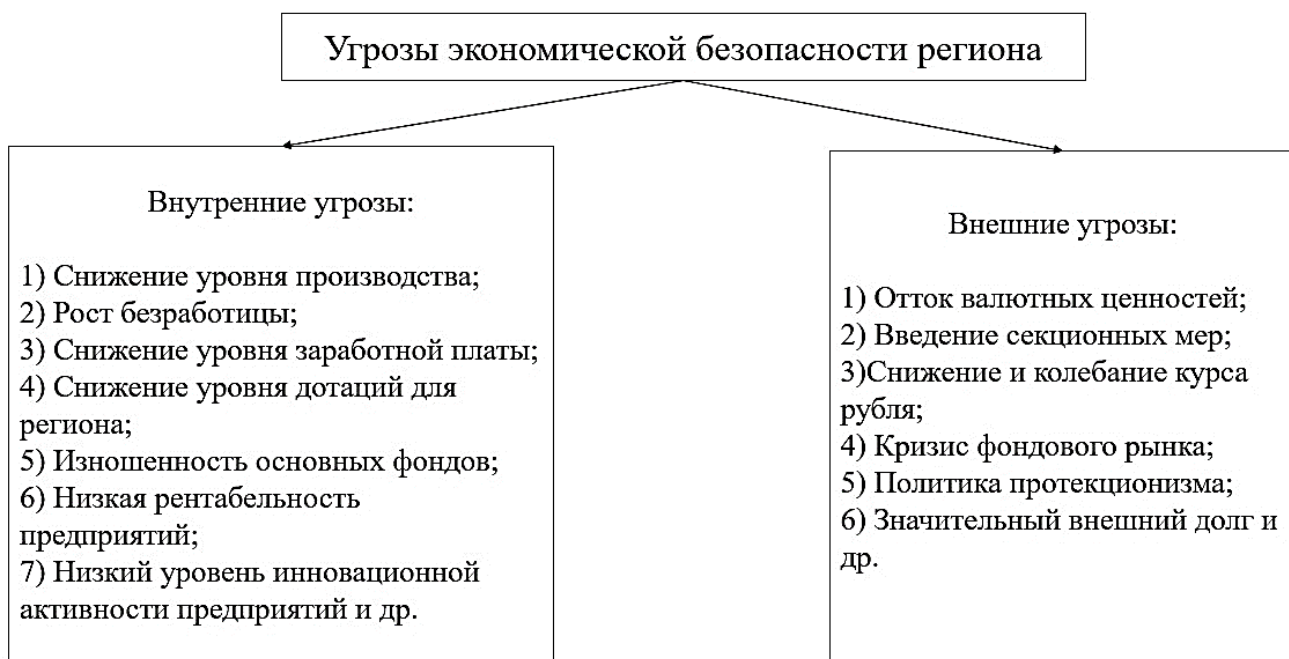 Угрозы экономической безопасности региона
Внутренние угрозы:
1) Снижение уровня производства;
2) Рост безработицы;
3) Снижение уровня заработной платы;
4) Снижение уровня дотаций для
региона;
5) Изношенность основных фондов;
6) Низкая рентабельность
предприятий;
7) Низкий уровень инновационной
активности предприятий и др.
Внешние угрозы:
1) Отток валютных ценностей;
2) Введение секционных мер;
3)Снижение и колебание курса
рубля;
4) Кризис фондового рынка;
5) Политика протекционизма;
6) Значительный внешний долг и
др.